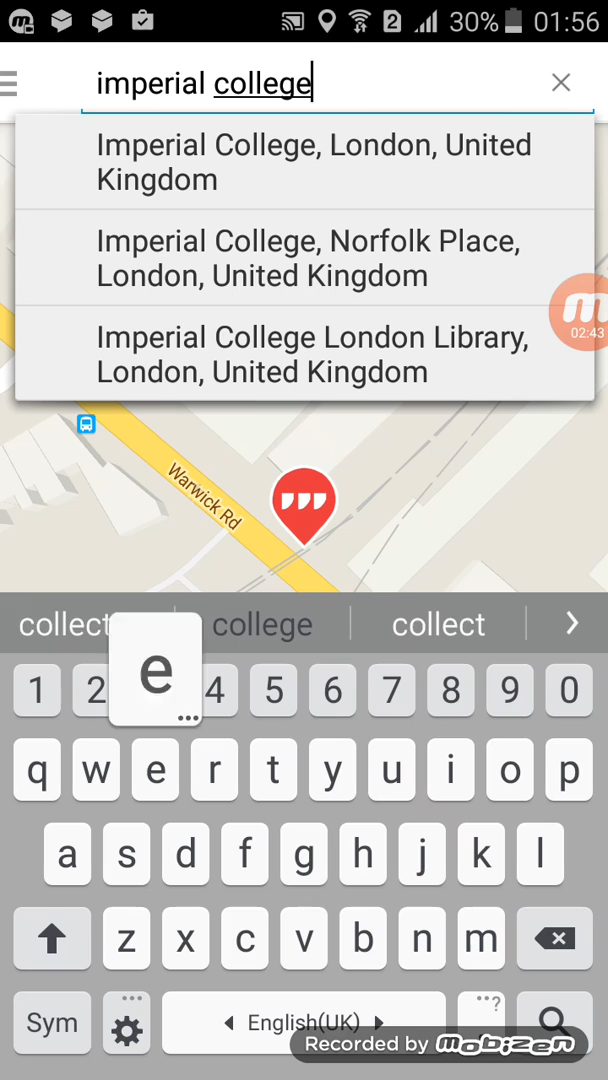 2 30% 01:56
imperial college
Imperial College, London, United
Kingdom
Imperial College, Norfolk Place,
London, United Kingdom
Imperial College London Library,
London, United Kingdom
m
02:43
Warwick Rd
collect college collect
e
1 2 4 5 6 7 8 9 0
q w e r t y u i o p
a s d f g h j k l
z x c v b n m
Sym English(UK) ?
Recorded by mobizen